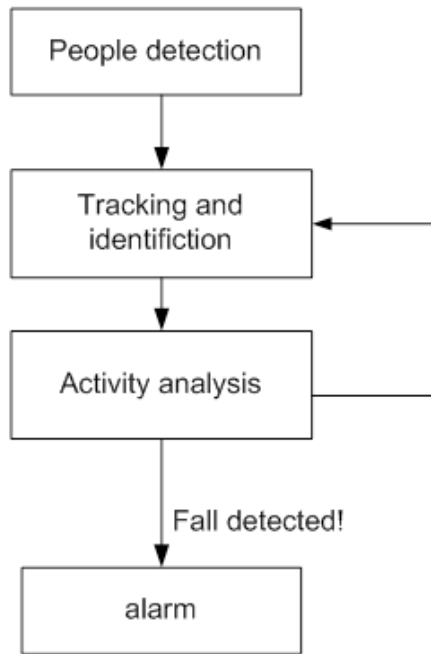 People detection
Tracking and
identifiction
Activity analysis
Fall detected!
alarm